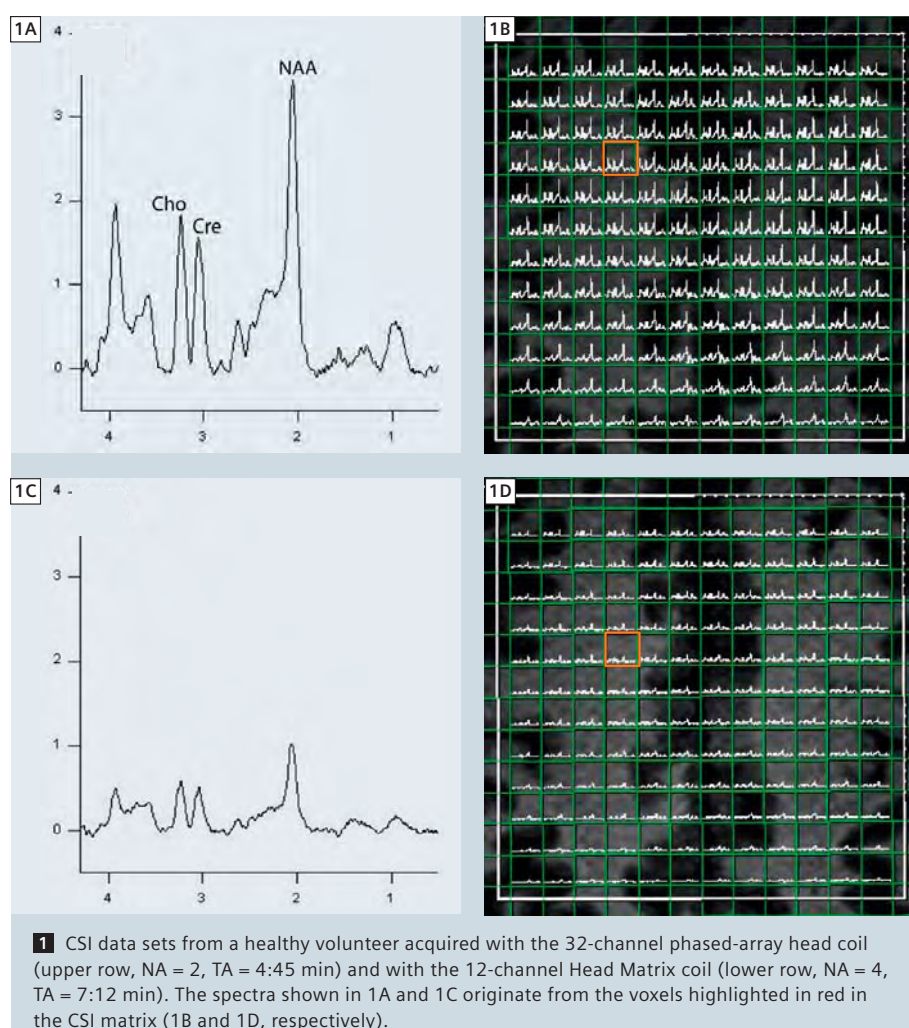 1A
4
3
2
1
0
NAA
Cho
Cre
4 3 2 1
1B
1C
4
3
2
1
0
4 3 2 1
1D
1 CSI data sets from a healthy volunteer acquired with the 32-channel phased-array head coil
(upper row, NA = 2, TA = 4:45 min) and with the 12-channel Head Matrix coil (lower row, NA = 4,
TA = 7:12 min). The spectra shown in 1A and 1C originate from the voxels highlighted in red in
the CSI matrix (1B and 1D, respectively).